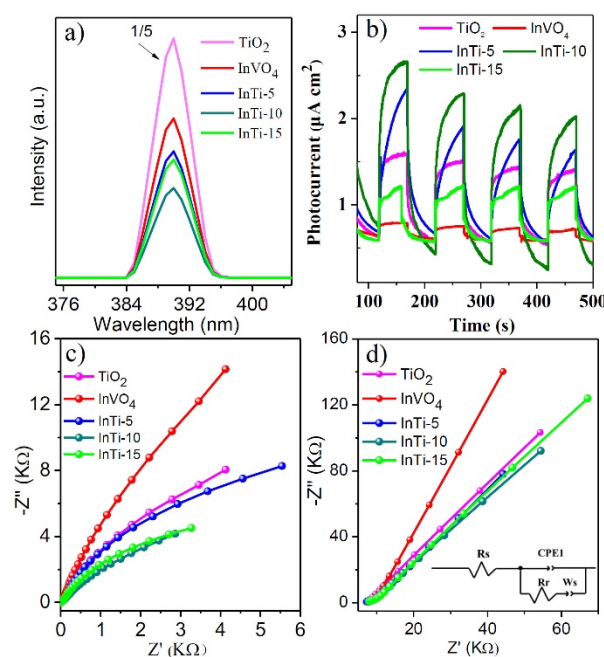 a)
1/5
TiO2
InVO4
InTi-5
InTi-10
InTi-15
Intensity (a.u.)
376 384 392 400
Wavelength (nm)
b)
TiO2 InVO4
InTi-5 InTi-10
InTi-15
Photocurrent (μA cm2)
3
2
1
100 200 300 400 500
Time (s)
c)
TiO2
InVO4
InTi-5
InTi-10
InTi-15
-Z'' (KΩ)
-16
-12
-8
-4
0
0 1 2 3 4 5 6
Z' (KΩ)
d)
TiO2
InVO4
InTi-5
InTi-10
InTi-15
-Z'' (KΩ)
160
120
80
40
0
20 40 60 80
Z' (KΩ)
Rs
CPE1
Rr Ws